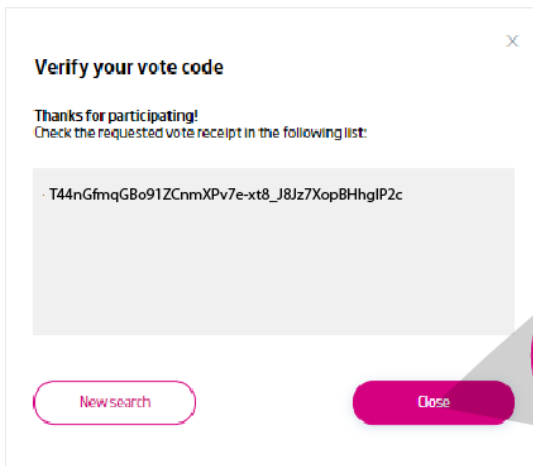 Verify your vote code
Thanks for participating!
Check the requested vote receipt in the following list:
· T44nGfmqGBo91ZCnmXPv7e-xt8_J8Jz7XopBHhglP2c
New search
Close